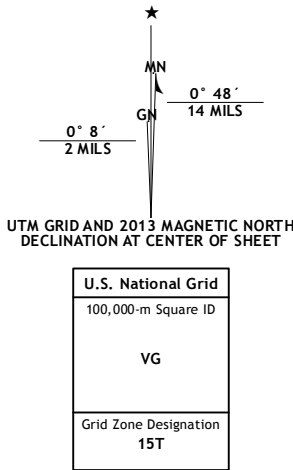 MN
0° 48´
14 MILS
GN
0° 8´
2 MILS
UTM GRID AND 2013 MAGNETIC NORTH
DECLINATION AT CENTER OF SHEET
U.S. National Grid
100,000-m Square ID
VG
Grid Zone Designation
15T